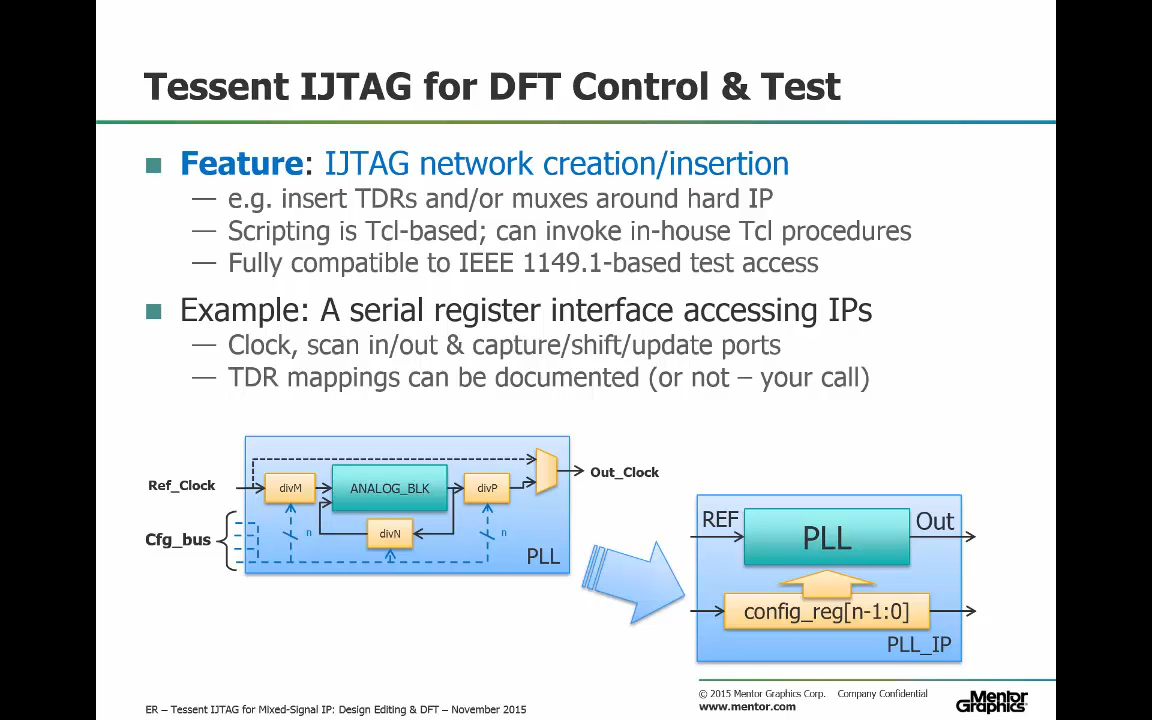 Tessent IJTAG for DFT Control & Test
Feature: IJTAG network creation/insertion
— e.g. insert TDRs and/or muxes around hard IP
— Scripting is Tcl-based; can invoke in-house Tcl procedures
— Fully compatible to IEEE 1149.1-based test access
Example: A serial register interface accessing IPs
— Clock, scan in/out & capture/shift/update ports
— TDR mappings can be documented (or not – your call)
Ref_Clock
Cfg_bus
divM
ANALOG_BLK
divP
divN
n
n
PLL
Out_Clock
REF
PLL
Out
config_reg[n-1:0]
PLL_IP
ER – Tessent IJTAG for Mixed-Signal IP: Design Editing & DFT – November 2015
© 2015 Mentor Graphics Corp. Company Confidential
www.mentor.com
Mentor
Graphics